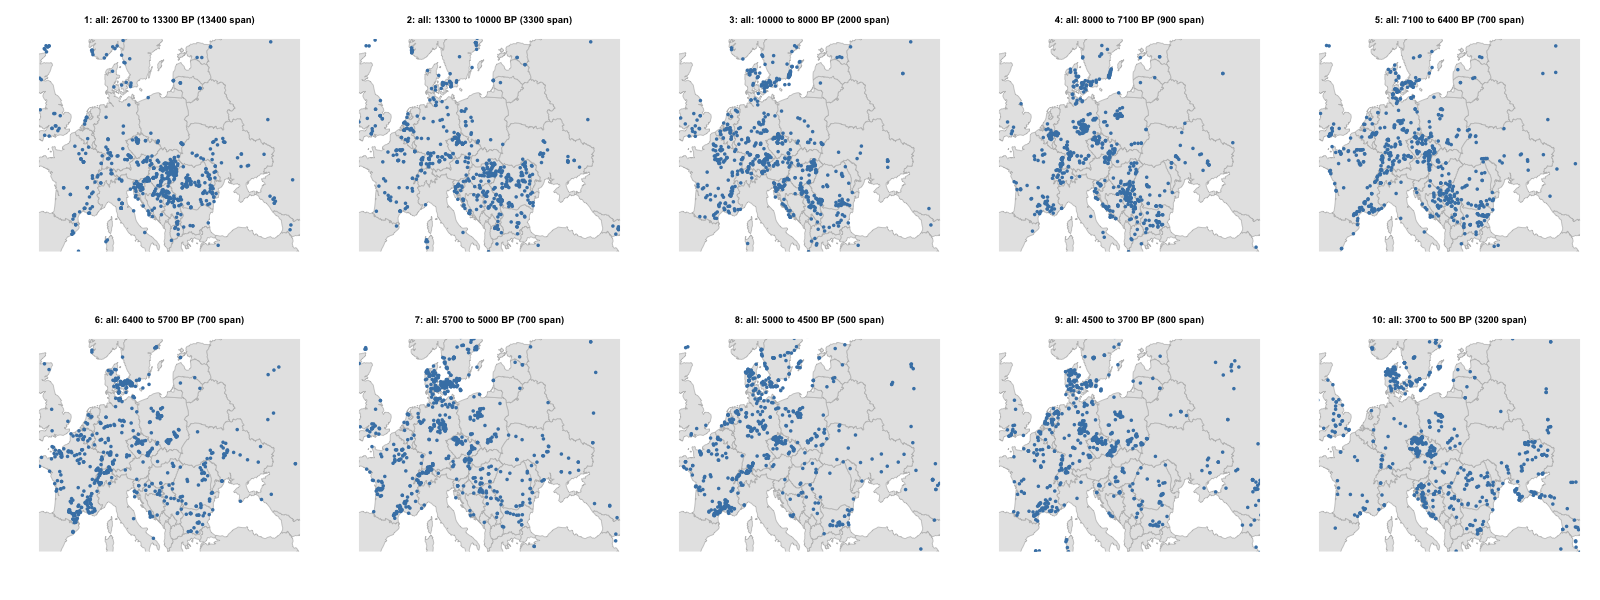 1: all: 26700 to 13300 BP (13400 span)
2: all: 13300 to 10000 BP (3300 span)
3: all: 10000 to 8000 BP (2000 span)
4: all: 8000 to 7100 BP (900 span)
5: all: 7100 to 6400 BP (700 span)
6: all: 6400 to 5700 BP (700 span)
7: all: 5700 to 5000 BP (700 span)
8: all: 5000 to 4500 BP (500 span)
9: all: 4500 to 3700 BP (800 span)
10: all: 3700 to 500 BP (3200 span)